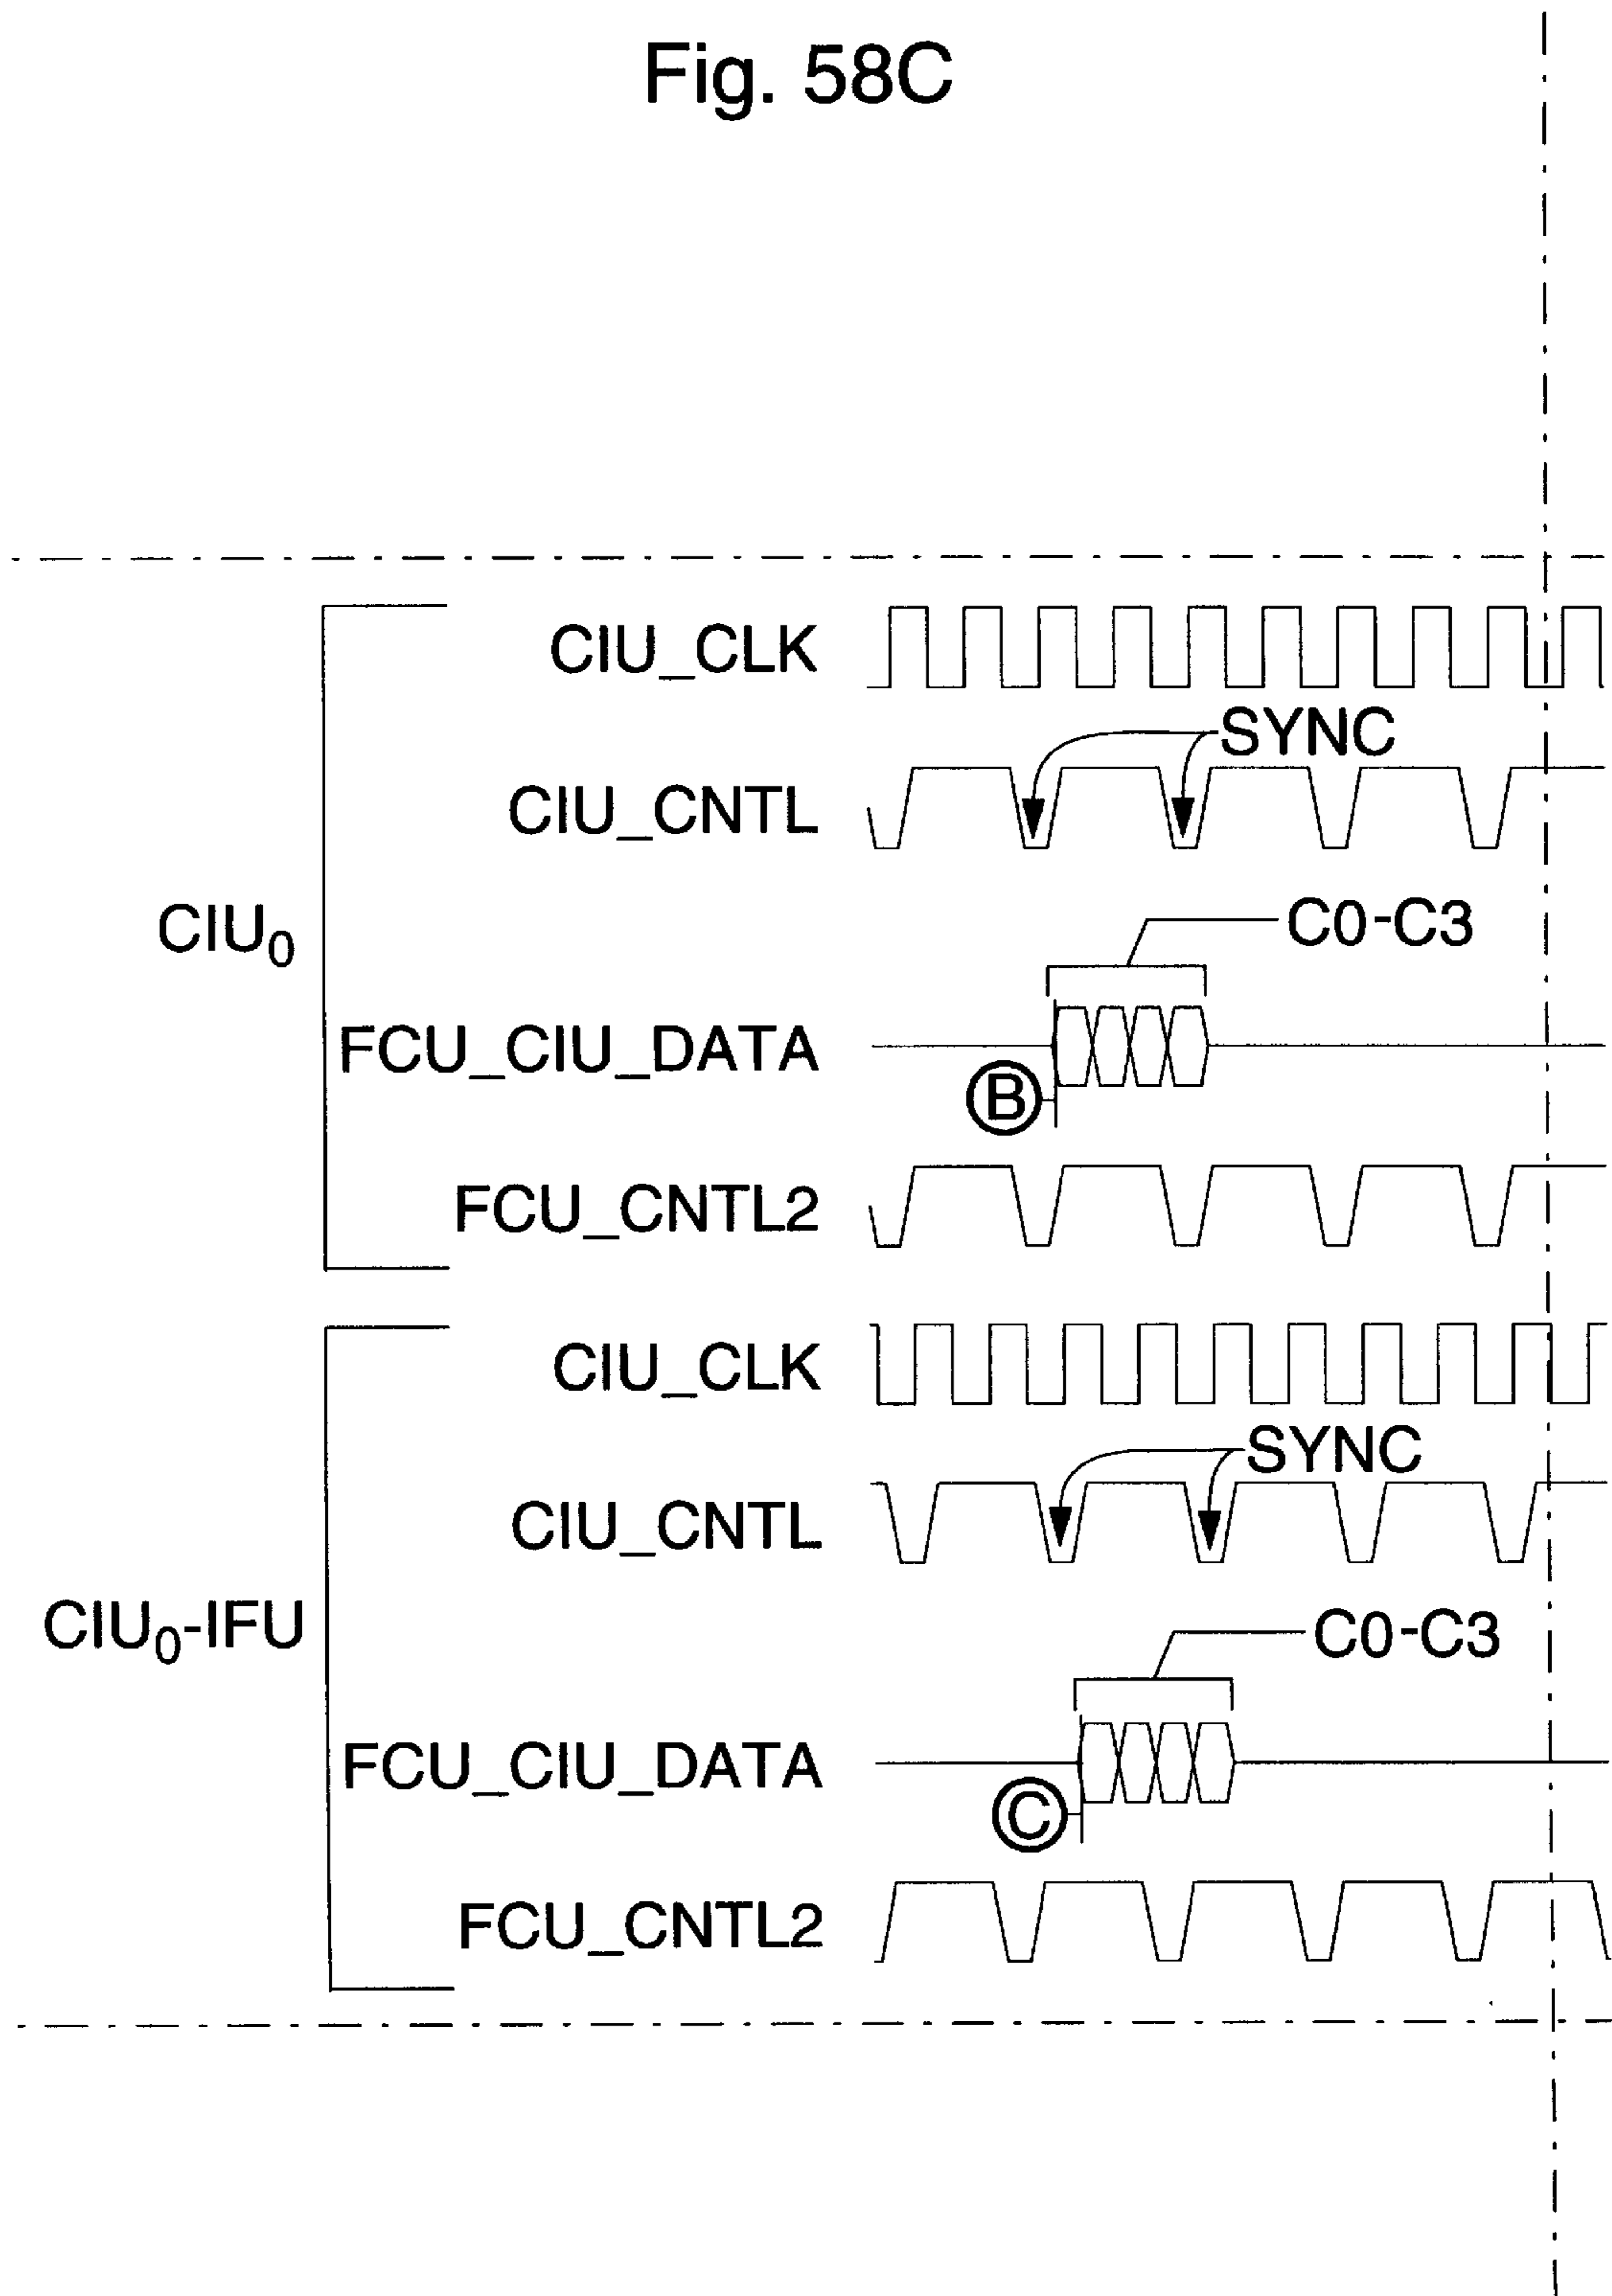 Fig. 58C
CIU_CLK
SYNC
CIU_CNTL
C0-C3
CIU₀
FCU_CIU_DATA
B
FCU_CNTL2
CIU_CLK
SYNC
CIU_CNTL
CIU₀-IFU
C0-C3
FCU_CIU_DATA
C
FCU_CNTL2